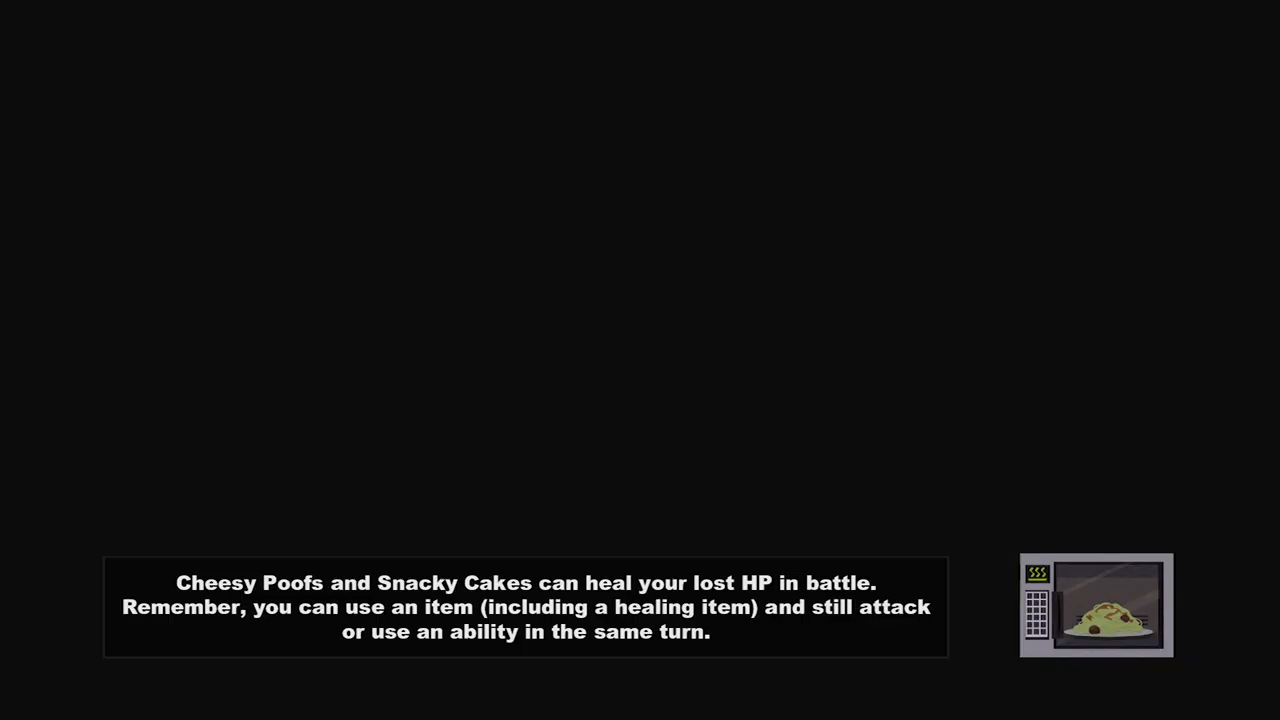 Cheesy Poofs and Snacky Cakes can heal your lost HP in battle.
Remember, you can use an item (including a healing item) and still attack
or use an ability in the same turn.